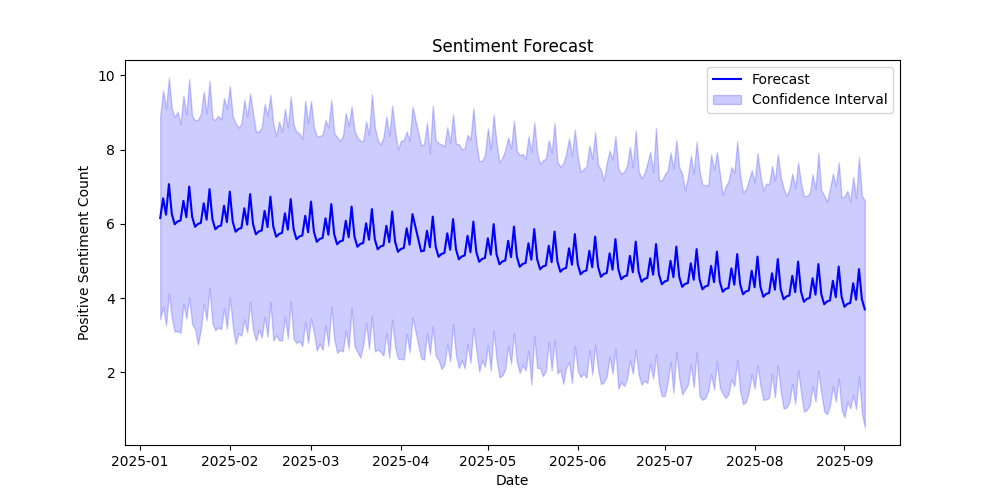 Sentiment Forecast
Forecast
Confidence Interval
Positive Sentiment Count
10
8
6
4
2
2025-01
2025-02
2025-03
2025-04
2025-05
2025-06
2025-07
2025-08
2025-09
Date